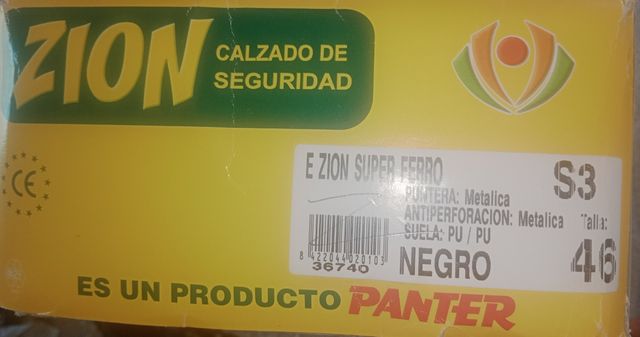 ZION
CALZADO DE
SEGURIDAD
CE
E ZION SUPER FERRO
S3
PUNTERA: Metalica
ANTIPERFORACION: Metalica
Talla:
SUELA: PU / PU
46
8 422044 020103
36740
NEGRO
ES UN PRODUCTO PANTER